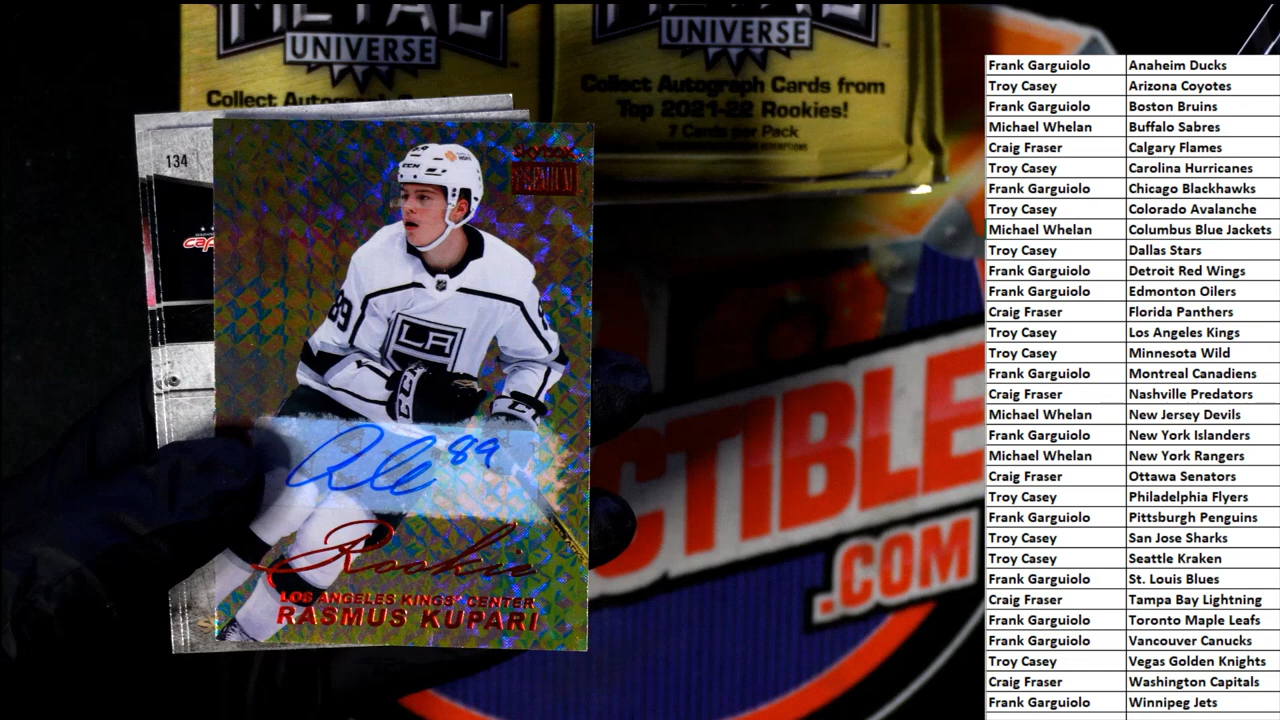 METAL
UNIVERSE
METAL
UNIVERSE
Collect Autograph Cards from
Top 2021-22 Rookies!
7 Cards per Pack
Collect
134
SKYBOX
PREMIUM
CCM
89
LA
CCM
CCM
89
Rookie
LOS ANGELES KINGS® CENTER
RASMUS KUPARI
CTIBLE
.COM
Frank Garguiolo Anaheim Ducks
Troy Casey Arizona Coyotes
Frank Garguiolo Boston Bruins
Michael Whelan Buffalo Sabres
Craig Fraser Calgary Flames
Troy Casey Carolina Hurricanes
Frank Garguiolo Chicago Blackhawks
Troy Casey Colorado Avalanche
Michael Whelan Columbus Blue Jackets
Troy Casey Dallas Stars
Frank Garguiolo Detroit Red Wings
Frank Garguiolo Edmonton Oilers
Craig Fraser Florida Panthers
Troy Casey Los Angeles Kings
Troy Casey Minnesota Wild
Frank Garguiolo Montreal Canadiens
Craig Fraser Nashville Predators
Michael Whelan New Jersey Devils
Frank Garguiolo New York Islanders
Michael Whelan New York Rangers
Craig Fraser Ottawa Senators
Troy Casey Philadelphia Flyers
Frank Garguiolo Pittsburgh Penguins
Troy Casey San Jose Sharks
Troy Casey Seattle Kraken
Frank Garguiolo St. Louis Blues
Craig Fraser Tampa Bay Lightning
Frank Garguiolo Toronto Maple Leafs
Frank Garguiolo Vancouver Canucks
Troy Casey Vegas Golden Knights
Craig Fraser Washington Capitals
Frank Garguiolo Winnipeg Jets